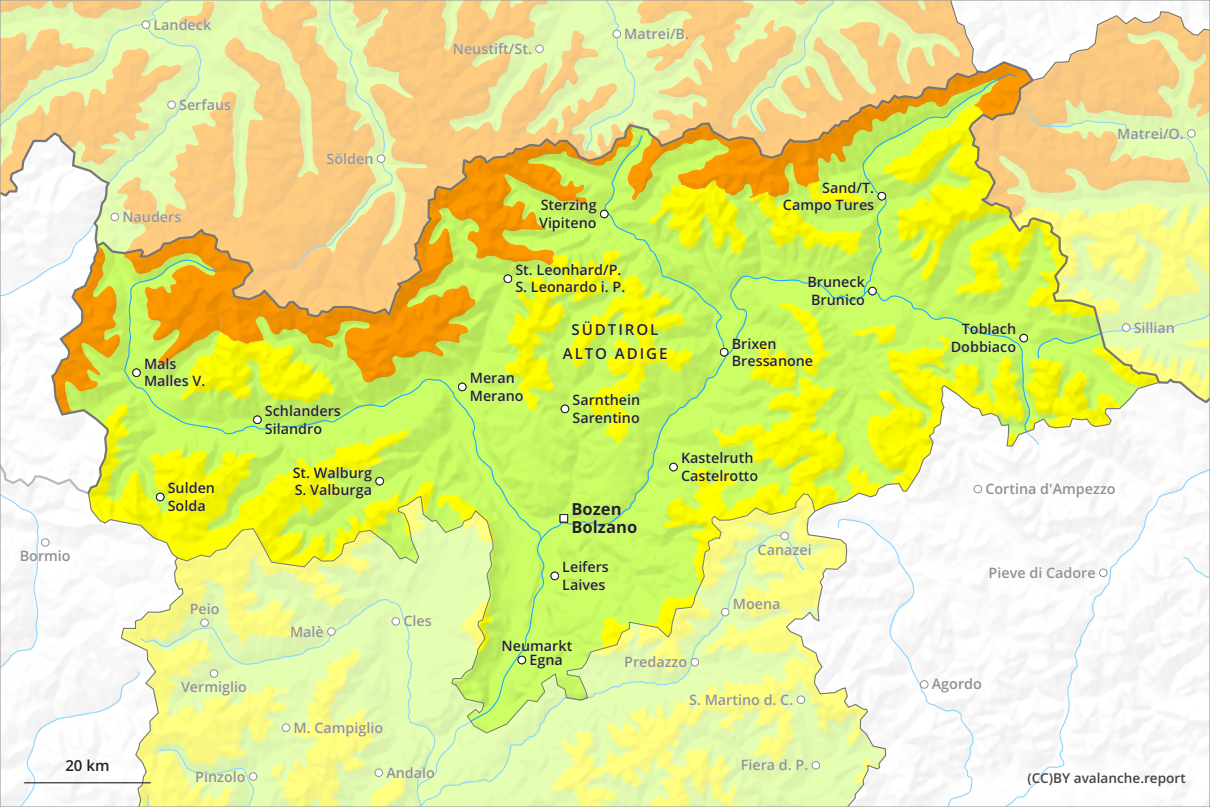 Landeck
Matrei/B.
Neustift/St.
Serfaus
Matrei/O.
Sölden
Sand/T.
Campo Tures
Nauders
Sterzing
Vipiteno
St. Leonhard/P.
S. Leonardo i. P.
Bruneck
Brunico
SÜDTIROL
ALTO ADIGE
Toblach
Dobbiaco
Sillian
Brixen
Bressanone
Mals
Malles V.
Meran
Merano
Sarnthein
Sarentino
Schlanders
Silandro
Kastelruth
Castelrotto
St. Walburg
S. Valburga
Sulden
Solda
Cortina d'Ampezzo
Bozen
Bolzano
Bormio
Canazei
Leifers
Laives
Pieve di Cadore
Peio
Moena
Malè
Cles
Neumarkt
Egna
Predazzo
Vermiglio
Agordo
S. Martino d. C.
M. Campiglio
20 km
Pinzolo
Andalo
Fiera d. P.
(CC)BY avalanche.report